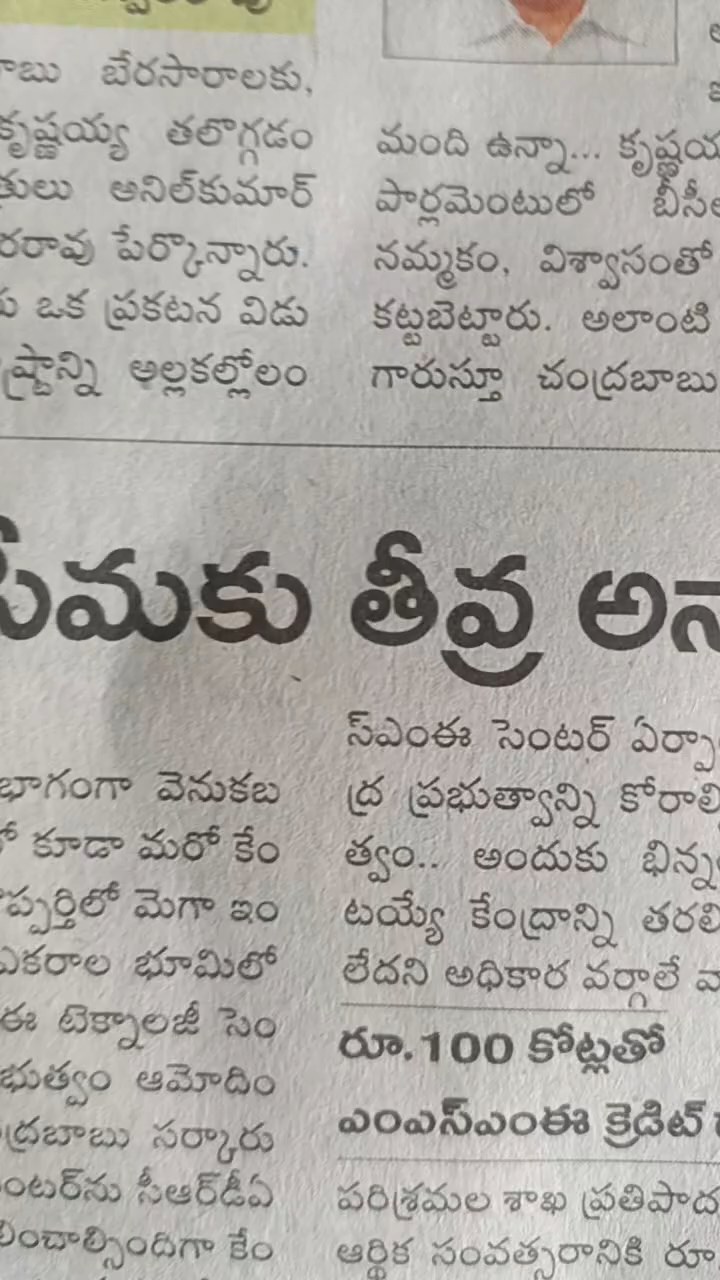 బేరసారాలకు,
కృష్ణయ్య తలొగ్గడం
అనిల్‌కుమార్
పేర్కొన్నారు.
ఒక ప్రకటన విడు
అల్లకల్లోలం
మంది ఉన్నా... కృష్ణయ
పార్లమెంటులో బీసీల
నమ్మకం, విశ్వాసంతో
కట్టబెట్టారు. అలాంటి
గారుస్తూ చంద్రబాబు
సీమకు తీవ్ర అన్
భాగంగా వెనుకబ
కూడా మరో కేం
ప్పర్తిలో మెగా ఇం
ఎకరాల భూమిలో
ఈ టెక్నాలజీ సెం
భుత్వం ఆమోదిం
ద్రబాబు సర్కారు
ంటర్‌ను సీఆర్‌డీఏ
లించాల్సిందిగా కేం
స్ఎంఈ సెంటర్ ఏర్పా
ద్ర ప్రభుత్వాన్ని కోరాలి
త్వం.. అందుకు భిన్న
టయ్యే కేంద్రాన్ని తరలి
లేదని అధికార వర్గాలే
రూ.100 కోట్లతో
ఎంఎస్ఎంఈ క్రెడిట్
పరిశ్రమల శాఖ ప్రతిపాద
ఆర్థిక సంవత్సరానికి రూ